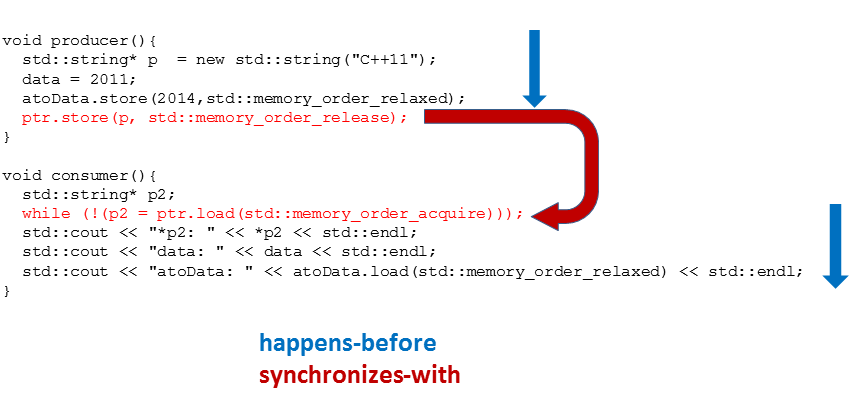 void producer(){
  std::string* p  = new std::string("C++11");
  data = 2011;
  atoData.store(2014,std::memory_order_relaxed);
  ptr.store(p, std::memory_order_release);
}
void consumer(){
  std::string* p2;
  while (!(p2 = ptr.load(std::memory_order_acquire)));
  std::cout << "*p2: " << *p2 << std::endl;
  std::cout << "data: " << data << std::endl;
  std::cout << "atoData: " << atoData.load(std::memory_order_relaxed) << std::endl;
}
happens-before
synchronizes-with